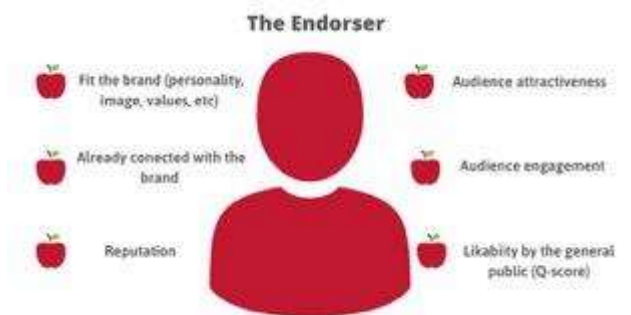 The Endorser
Fit the brand (personality,
image, values, etc)
Already conected with the
brand
Reputation
Audience attractiveness
Audience engagement
Likabiity by the general
public (Q-score)